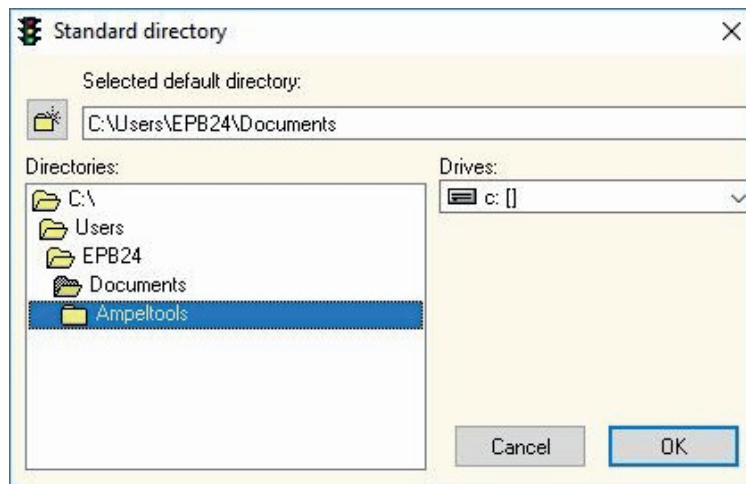 Standard directory
Selected default directory:
C:\Users\EPB24\Documents
Directories:
C:\
Users
EPB24
Documents
Ampeltools
Drives:
c: []
Cancel
OK